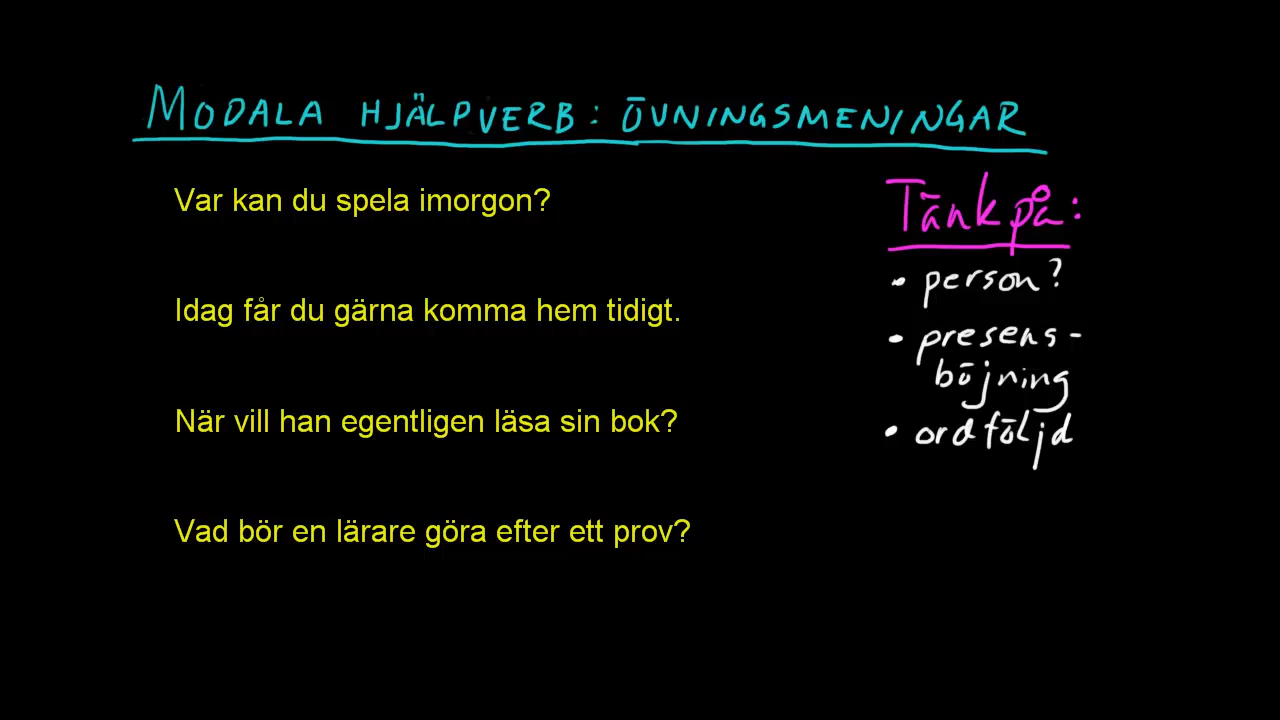 MODALA HJÄLPVERB: ÖVNINGSMENINGAR
Var kan du spela imorgon?
Idag får du gärna komma hem tidigt.
När vill han egentligen läsa sin bok?
Vad bör en lärare göra efter ett prov?
Tänk på:
• person?
• presens-
böjning
• ordföljd